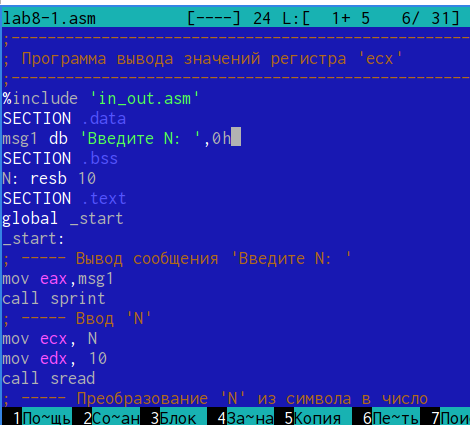 lab8-1.asm [----] 24 L:[ 1+ 5 6/ 31]
;--------------------------------------------------
; Программа вывода значений регистра 'ecx'
;--------------------------------------------------
%include 'in_out.asm'
SECTION .data
msg1 db 'Введите N: ',0h
SECTION .bss
N: resb 10
SECTION .text
global _start
_start:
; ----- Вывод сообщения 'Введите N: '
mov eax,msg1
call sprint
; ----- Ввод 'N'
mov ecx, N
mov edx, 10
call sread
; ----- Преобразование 'N' из символа в число
1По~щь 2Со~ан 3Блок 4За~на 5Копия 6Пе~ть 7Пои